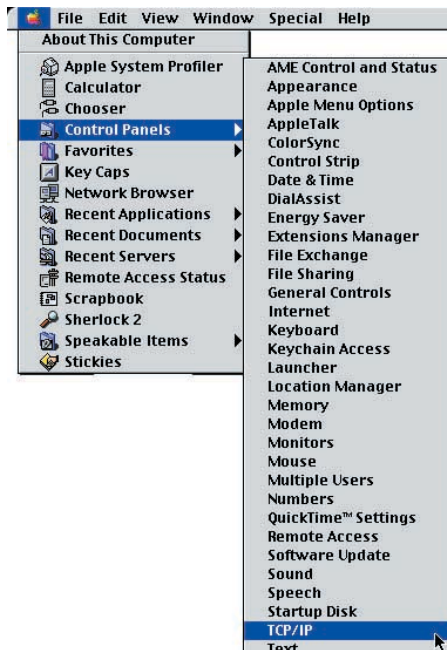 File Edit View Window Special Help
About This Computer
Apple System Profiler
Calculator
Chooser
Control Panels
Favorites
Key Caps
Network Browser
Recent Applications
Recent Documents
Recent Servers
Remote Access Status
Scrapbook
Sherlock 2
Speakable Items
Stickies
AME Control and Status
Appearance
Apple Menu Options
AppleTalk
ColorSync
Control Strip
Date & Time
DialAssist
Energy Saver
Extensions Manager
File Exchange
File Sharing
General Controls
Internet
Keyboard
Keychain Access
Launcher
Location Manager
Memory
Modem
Monitors
Mouse
Multiple Users
Numbers
QuickTime™ Settings
Remote Access
Software Update
Sound
Speech
Startup Disk
TCP/IP
Text